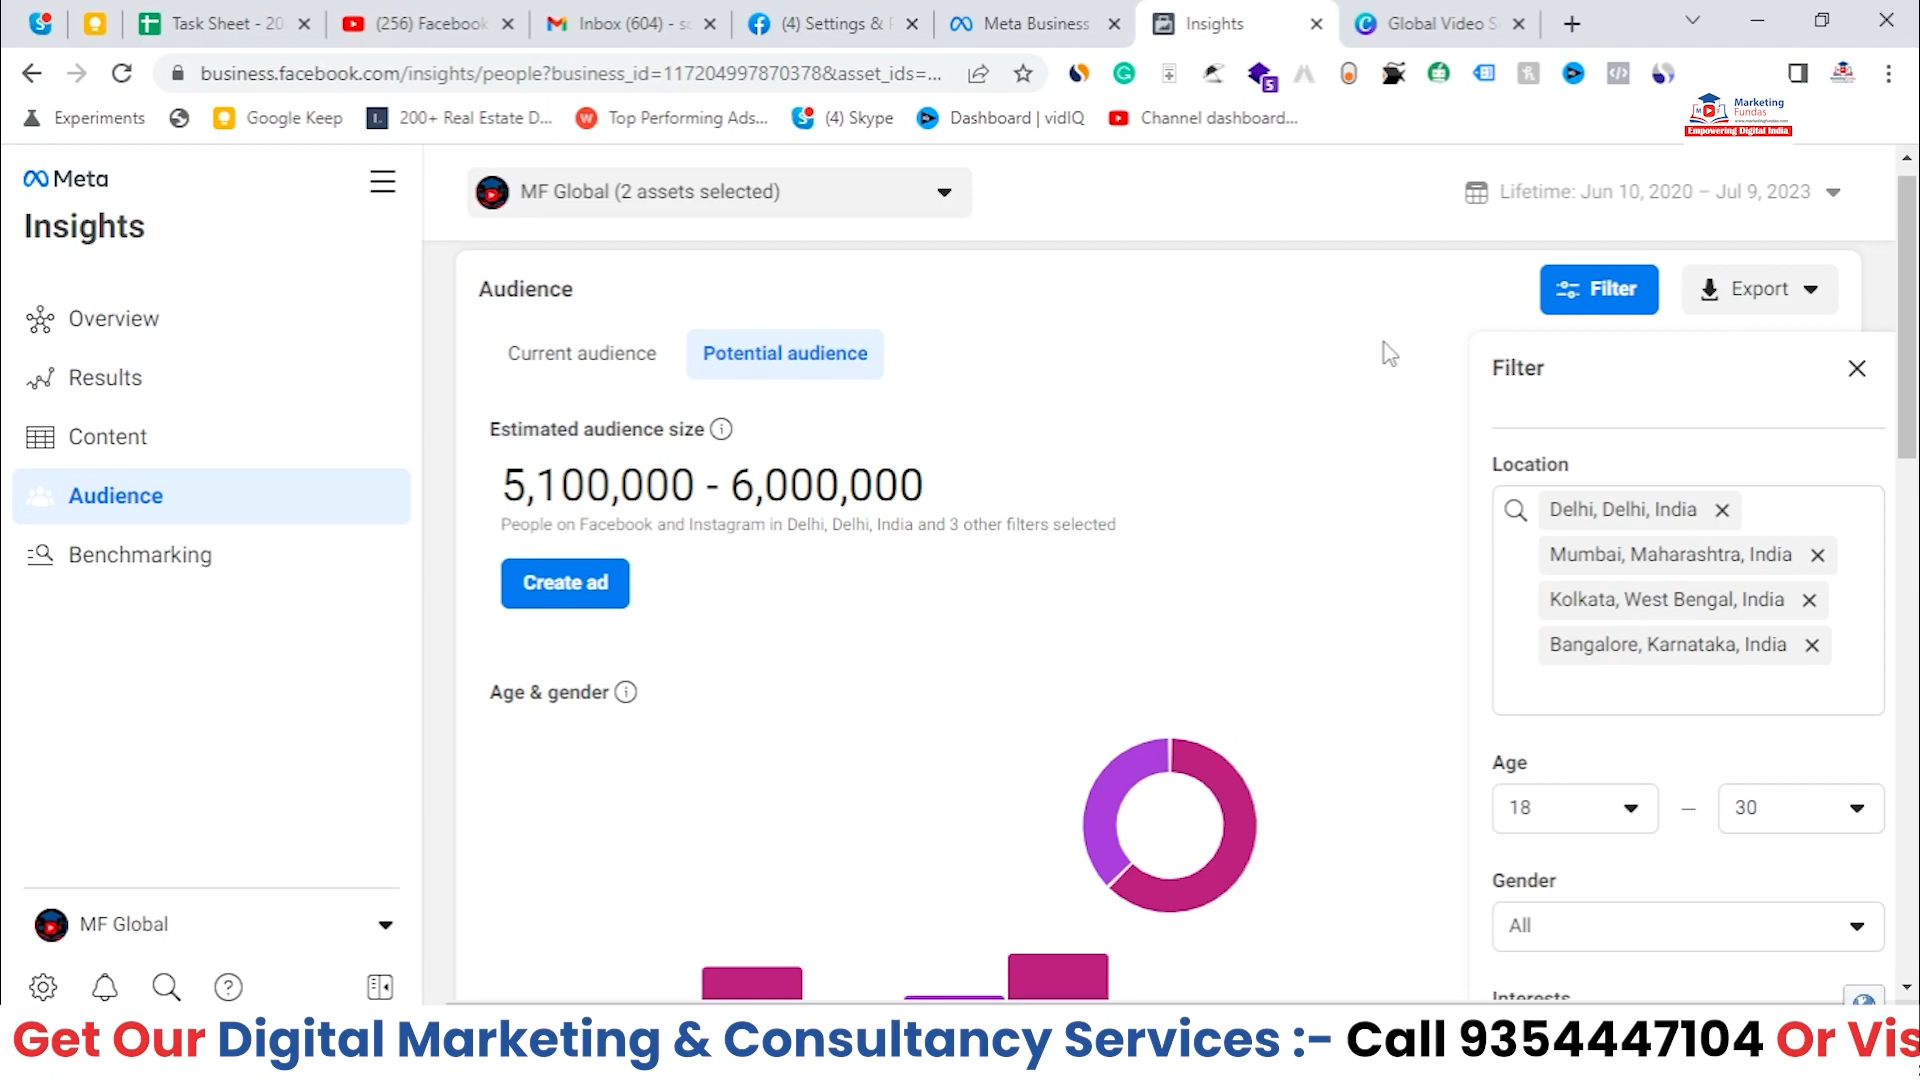 Task Sheet - 20
(256) Facebook
Inbox (604) - sc
(4) Settings &
Meta Business
Insights
Global Video S
business.facebook.com/insights/people?business_id=117204997870378&asset_ids=...
Experiments
Google Keep
200+ Real Estate D...
Top Performing Ads...
(4) Skype
Dashboard | vidIQ
Channel dashboard...
Marketing
Fundas
www.marketingfundas.com
Empowering Digital India
Meta
Insights
MF Global (2 assets selected)
Lifetime: Jun 10, 2020 – Jul 9, 2023
Overview
Results
Content
Audience
Benchmarking
MF Global
Audience
Filter
Export
Current audience
Potential audience
Estimated audience size
5,100,000 - 6,000,000
People on Facebook and Instagram in Delhi, Delhi, India and 3 other filters selected
Create ad
Age & gender
Filter
Location
Delhi, Delhi, India
Mumbai, Maharashtra, India
Kolkata, West Bengal, India
Bangalore, Karnataka, India
Age
18 – 30
Gender
All
Interests
Get Our Digital Marketing & Consultancy Services :- Call 9354447104 Or Vis